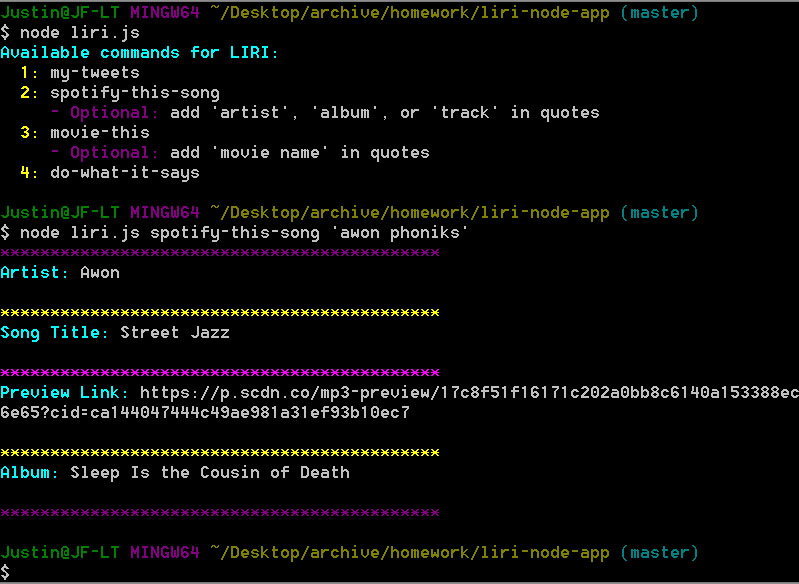 Justin@JF-LT MINGW64 ~/Desktop/archive/homework/liri-node-app (master)
$ node liri.js
Available commands for LIRI:
  1: my-tweets
  2: spotify-this-song
     - Optional: add 'artist', 'album', or 'track' in quotes
  3: movie-this
     - Optional: add 'movie name' in quotes
  4: do-what-it-says

Justin@JF-LT MINGW64 ~/Desktop/archive/homework/liri-node-app (master)
$ node liri.js spotify-this-song 'awon phoniks'
********************************************
Artist: Awon

********************************************
Song Title: Street Jazz

********************************************
Preview Link: https://p.scdn.co/mp3-preview/17c8f51f16171c202a0bb8c6140a153388ec
6e65?cid=ca144047444c49ae981a31ef93b10ec7

********************************************
Album: Sleep Is the Cousin of Death

********************************************

Justin@JF-LT MINGW64 ~/Desktop/archive/homework/liri-node-app (master)
$